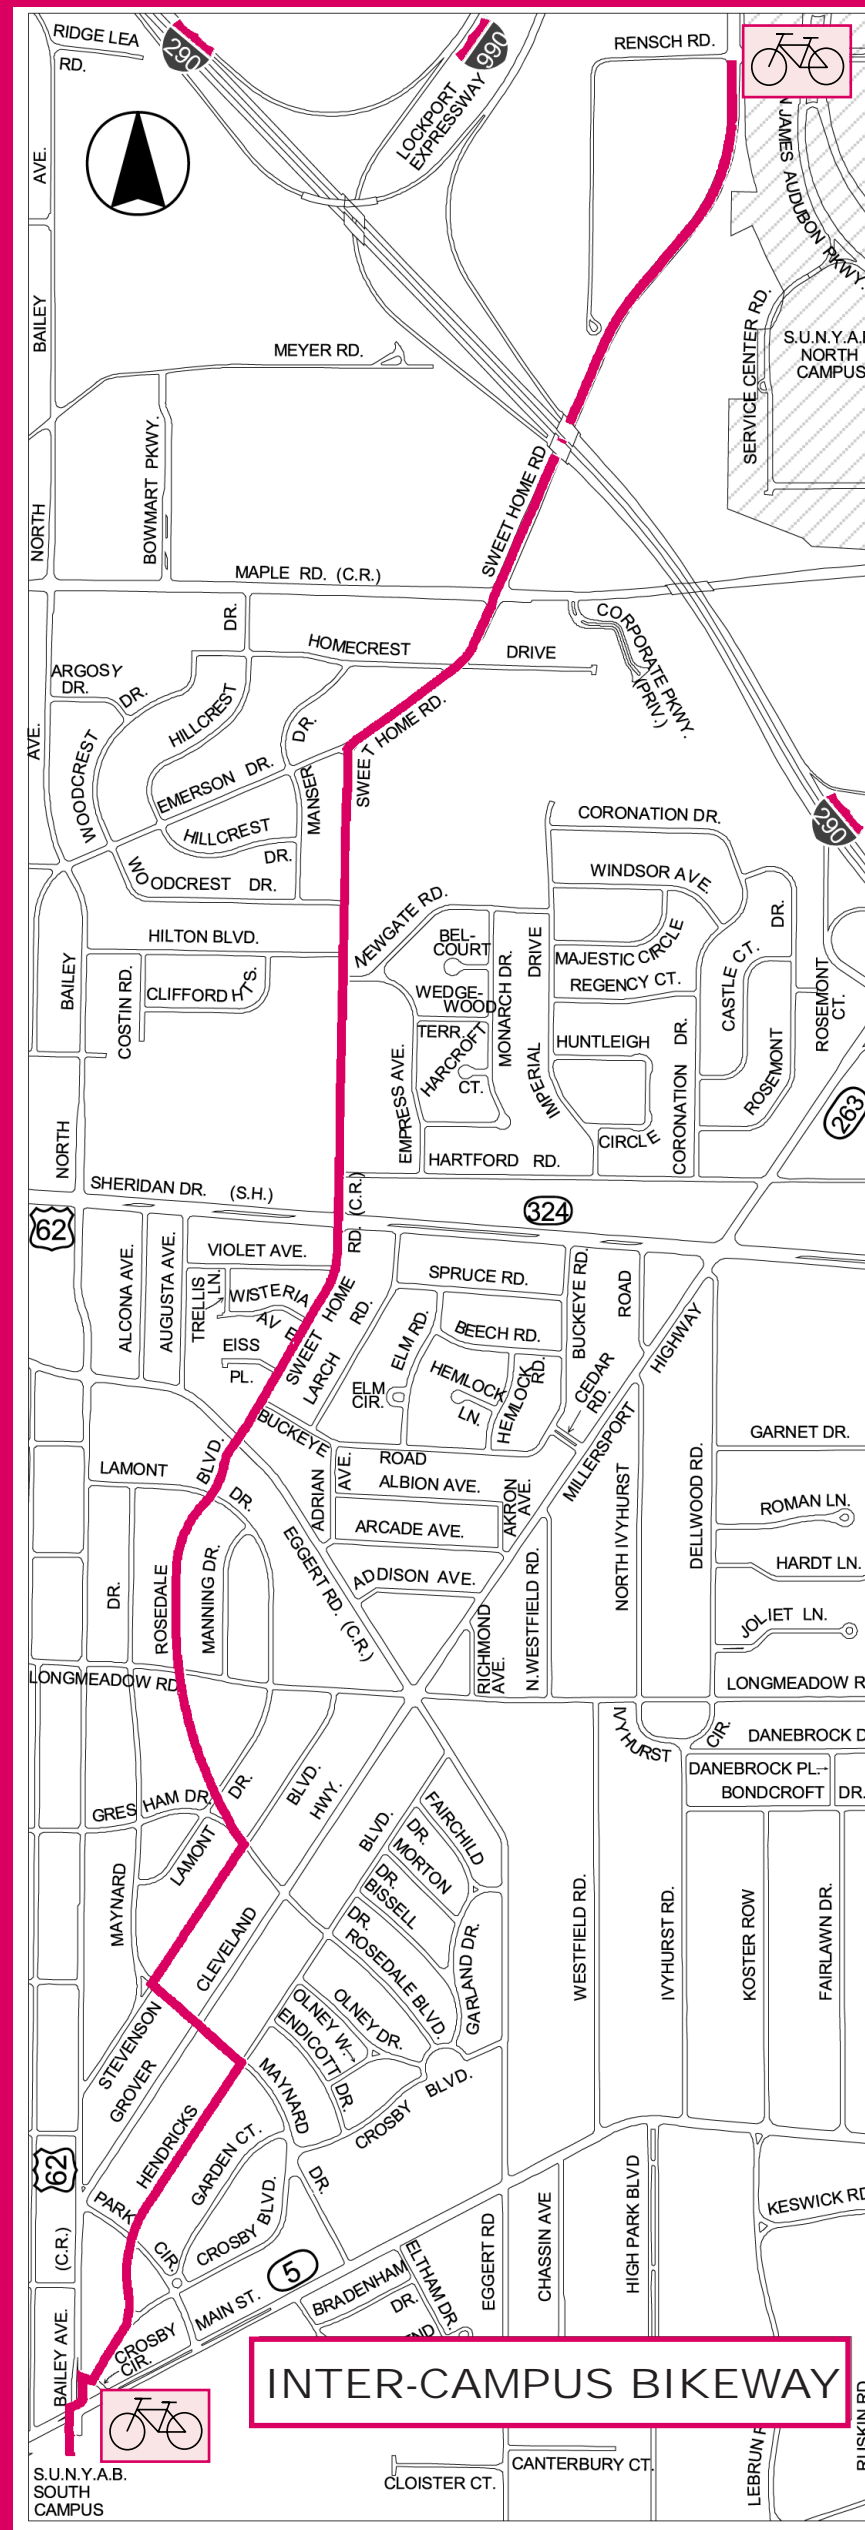 RIDGE LEA
RD.
290
990
LOCKPORT
EXPRESSWAY
RENSCH RD.
AVE.
BAILEY
NORTH
JAMES AUDUBON PKWY.
SERVICE CENTER RD.
NORTH
CAMPUS
MEYER RD.
BOWMART PKWY.
SWEET HOME RD
MAPLE RD. (C.R.)
DR.
HOMECREST
DRIVE
CORPORATE PKWY.
(PRIV.)
ARGOSY
DR.
DR.
HILLCREST
DR.
SWEET HOME RD.
AVE.
WOODCREST
EMERSON DR.
MANSER
HILLCREST
DR.
WOODCREST DR.
290
CORONATION DR.
WINDSOR AVE.
DR.
NEWGATE RD.
HILTON BLVD.
BEL-
COURT
MONARCH DR.
DRIVE
MAJESTIC CIRCLE
REGENCY CT.
CASTLE CT.
ROSEMONT
CT.
BAILEY
COSTIN RD.
CLIFFORD HTS.
WEDGE-
WOOD
TERR.
HARCROFT
CT.
IMPERIAL
HUNTLEIGH
CIRCLE
CORONATION DR.
ROSEMONT
263
EMPRESS AVE.
NORTH
HARTFORD RD.
SHERIDAN DR. (S.H.)
RD. (C.R.)
324
62
ALCONA AVE.
AUGUSTA AVE.
VIOLET AVE.
TRELLIS
LN.
WISTERIA
AVE
EISS
PL.
SWEET HOME
LARCH RD.
SPRUCE RD.
ELM RD.
BEECH RD.
BUCKEYE RD.
ROAD
HIGHWAY
HEMLOCK
LN.
HEMLOCK
RD.
ELM
CIR.
CEDAR
RD.
MILLERSPORT
BUCKEYE
ROAD
GARNET DR.
LAMONT
BLVD.
DR.
ADRIAN
AVE.
ALBION AVE.
AKRON
AVE.
ARCADE AVE.
ADDISON AVE.
NORTH IVYHURST
DELLWOOD RD.
ROMAN LN.
HARDT LN.
JOLIET LN.
DR.
ROSEDALE
MANNING DR.
EGGERT RD. (C.R.)
RICHMOND
AVE.
N.WESTFIELD RD.
LONGMEADOW RD.
LONGMEADOW R
IVYHURST
CIR.
DANEBROCK D
DANEBROCK PL.
BONDCROFT DR.
GRESHAM DR.
DR.
BLVD.
HWY.
BLVD.
FAIRCHILD
DR.
MORTON
DR.
BISSELL
DR.
ROSEDALE BLVD.
GARLAND DR.
MAYNARD
LAMONT
CLEVELAND
WESTFIELD RD.
IVYHURST RD.
KOSTER ROW
FAIRLAWN DR.
STEVENSON
GROVER
OLNEY DR.
OLNEY W.
ENDICOTT
DR.
MAYNARD
DR.
CROSBY BLVD.
HENDRICKS
GARDEN CT.
62
PARK
CIR.
CROSBY BLVD.
(C.R.)
BAILEY AVE.
CROSBY
CIR.
MAIN ST.
5
BRADENHAM
DR.
ELTHAM DR.
EGGERT RD
CHASSIN AVE
HIGH PARK BLVD
KESWICK RD
INTER-CAMPUS BIKEWAY
S.U.N.Y.A.B.
SOUTH
CAMPUS
CLOISTER CT.
CANTERBURY CT.
LEBRUN
RUSKIN RD